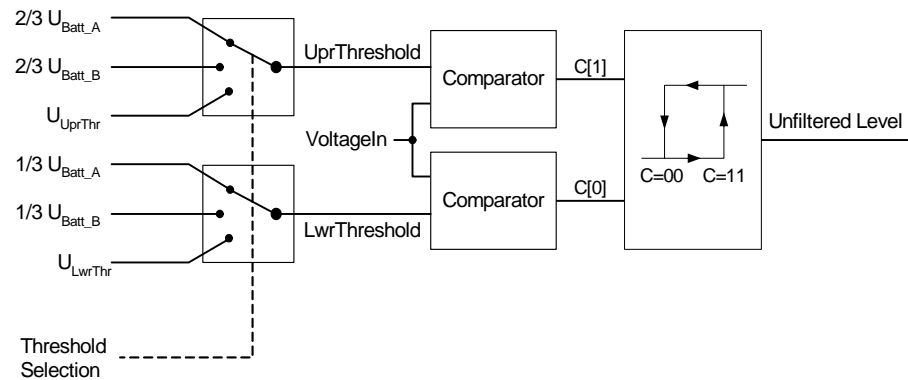 2/3 U_Batt_A
2/3 U_Batt_B
U_UprThr
UprThreshold
Comparator
C[1]
VoltageIn
C=00 C=11
Unfiltered Level
1/3 U_Batt_A
1/3 U_Batt_B
U_LwrThr
LwrThreshold
Comparator
C[0]
Threshold
Selection